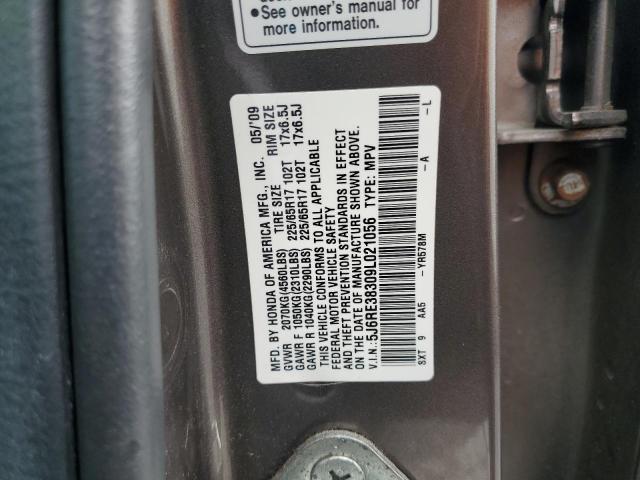 See owner's manual for
more information.
MFD. BY HONDA OF AMERICA MFG., INC. 05/'09
GVWR 2070KG(4560LBS) TIRE SIZE RIM SIZE
GAWR F 1050KG(2310LBS) 225/65R17 102T 17x6.5J
GAWR R 1040KG(2290LBS) 225/65R17 102T 17x6.5J
THIS VEHICLE CONFORMS TO ALL APPLICABLE
FEDERAL MOTOR VEHICLE SAFETY
AND THEFT PREVENTION STANDARDS IN EFFECT
ON THE DATE OF MANUFACTURE SHOWN ABOVE.
V.I.N.: 5J6RE38309L021056 TYPE: MPV
SXT 9 AA5 -YR578M -A -L